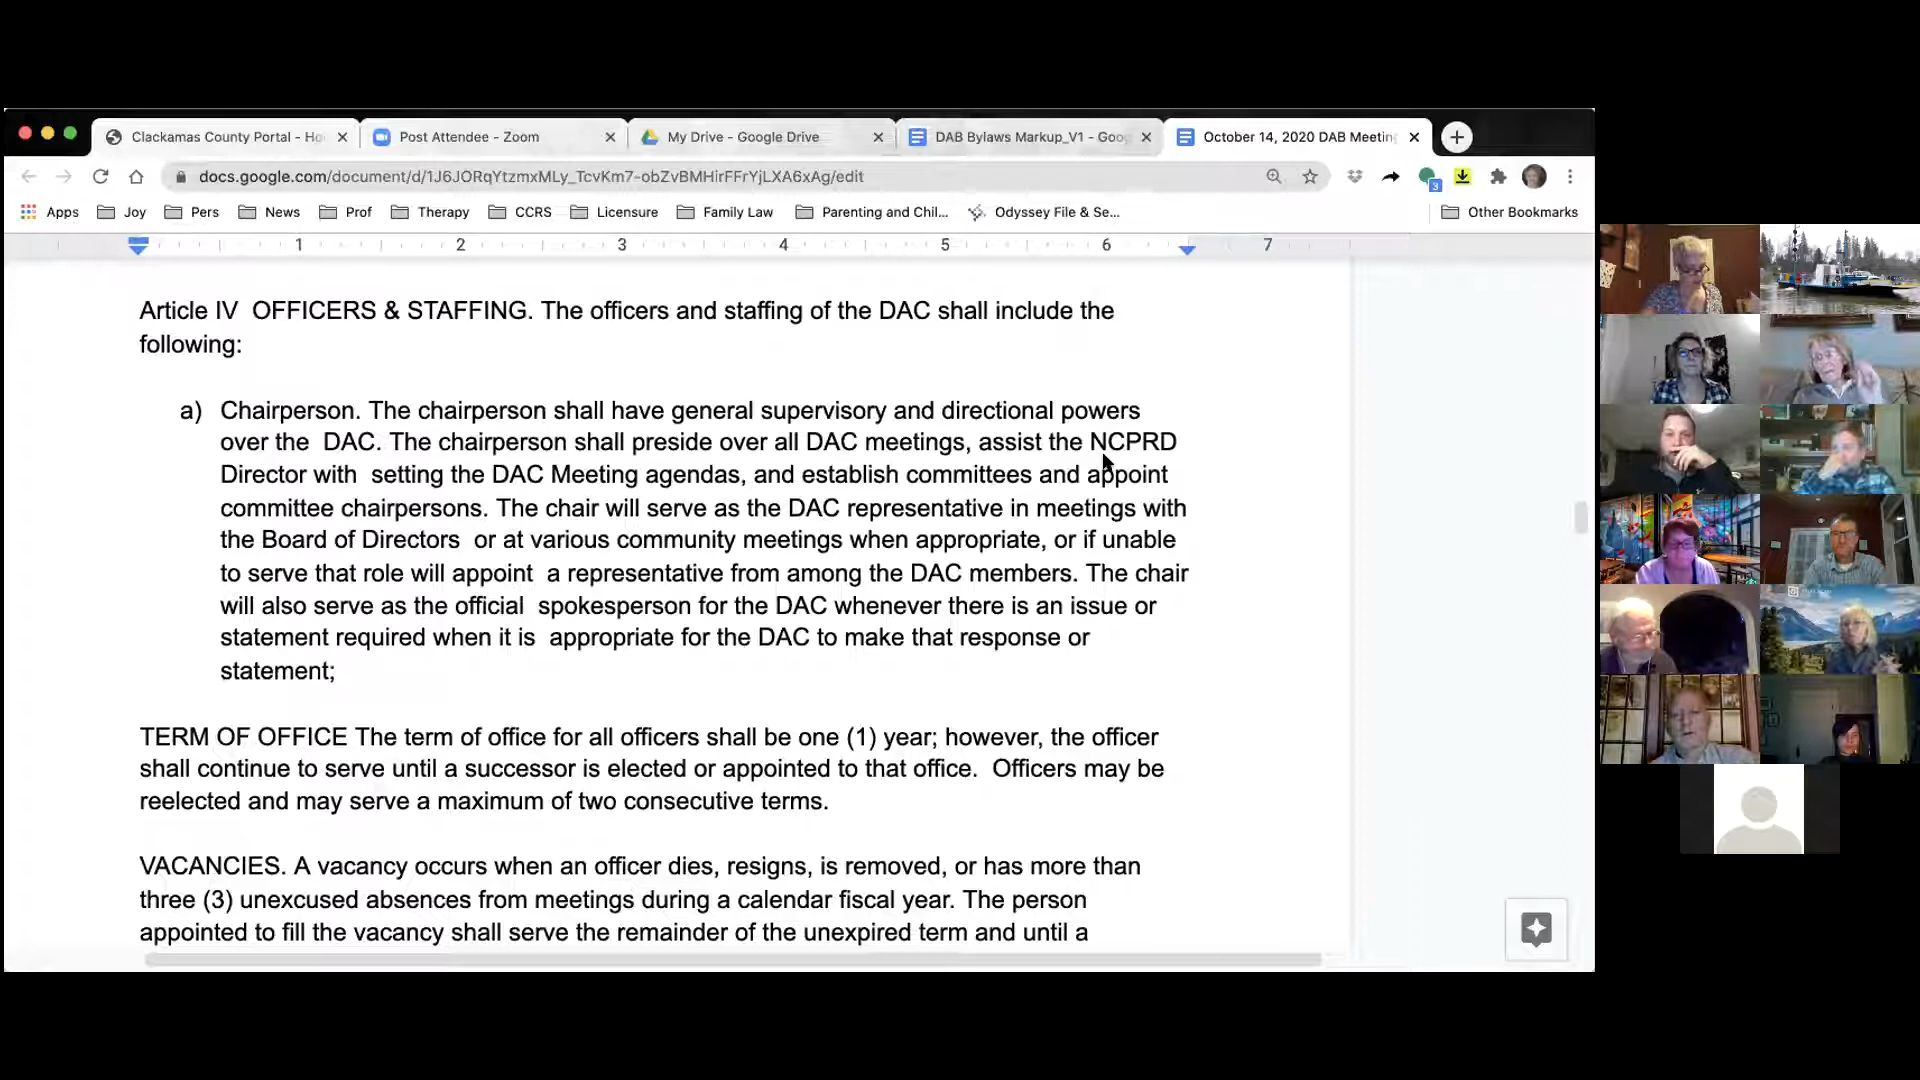 Clackamas County Portal - Ho
Post Attendee - Zoom
My Drive - Google Drive
DAB Bylaws Markup_V1 - Goog
October 14, 2020 DAB Meetin
docs.google.com/document/d/1J6JORqYtzmxMLy_TcvKm7-obZvBMHirFFrYjLXA6xAg/edit
3
Apps
Joy
Pers
News
Prof
Therapy
CCRS
Licensure
Family Law
Parenting and Chil...
Odyssey File & Se...
Other Bookmarks
1 2 3 4 5 6 7
Article IV  OFFICERS & STAFFING. The officers and staffing of the DAC shall include the
following:
a) Chairperson. The chairperson shall have general supervisory and directional powers
over the  DAC. The chairperson shall preside over all DAC meetings, assist the NCPRD
Director with  setting the DAC Meeting agendas, and establish committees and appoint
committee chairpersons. The chair will serve as the DAC representative in meetings with
the Board of Directors  or at various community meetings when appropriate, or if unable
to serve that role will appoint  a representative from among the DAC members. The chair
will also serve as the official  spokesperson for the DAC whenever there is an issue or
statement required when it is  appropriate for the DAC to make that response or
statement;
TERM OF OFFICE The term of office for all officers shall be one (1) year; however, the officer
shall continue to serve until a successor is elected or appointed to that office.  Officers may be
reelected and may serve a maximum of two consecutive terms.
VACANCIES. A vacancy occurs when an officer dies, resigns, is removed, or has more than
three (3) unexcused absences from meetings during a calendar fiscal year. The person
appointed to fill the vacancy shall serve the remainder of the unexpired term and until a